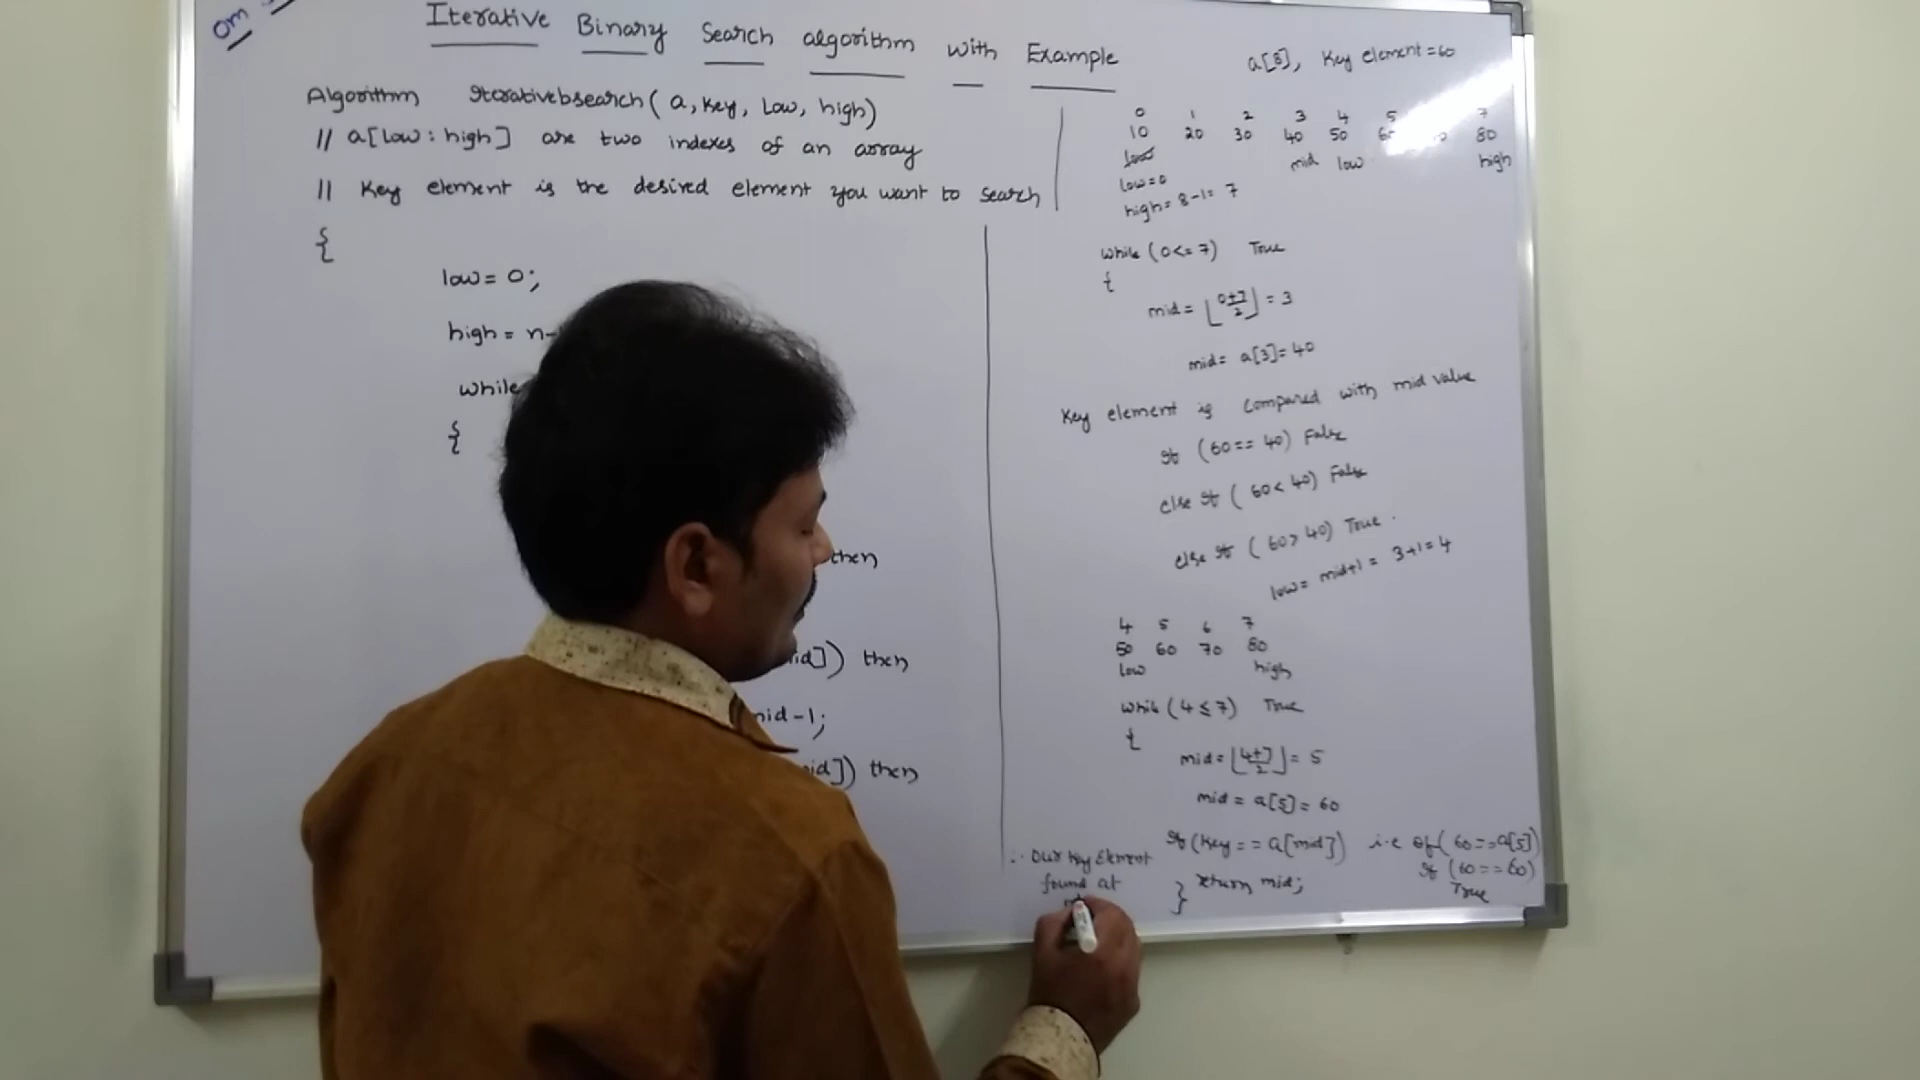 om
Iterative Binary Search algorithm with Example
Algorithm Iterativebsearch( a, key, low, high)
// a[low : high] are two indexes of an array
// key element is the desired element you want to search
{
low = 0;
high = n-
while
{
then
id]) then
mid-1;
id]) then
a[8], key element = 60
0 1 2 3 4 5 7
10 20 30 40 50 80
low mid low high
low=0
high= 8-1= 7
while (0<= 7) True
{
mid = ⌊0+7/2⌋ = 3
mid= a[3]= 40
key element is compared with mid value
If (60== 40) False
else If ( 60< 40) False
else If ( 60> 40) True .
low= mid+1 = 3+1= 4
4 5 6 7
50 60 70 80
low high
while (4 ≤ 7) True
{
mid= ⌊4+7/2⌋= 5
mid = a[5]= 60
If (key== a[mid]) i.e If( 60==a[5])
If (60==60)
return mid; True
}
∴ Our key Element
found at